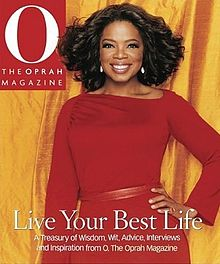 O
THE OPRAH
MAGAZINE
Live Your Best Life
A Treasury of Wisdom, Wit, Advice, Interviews
and Inspiration from O, The Oprah Magazine